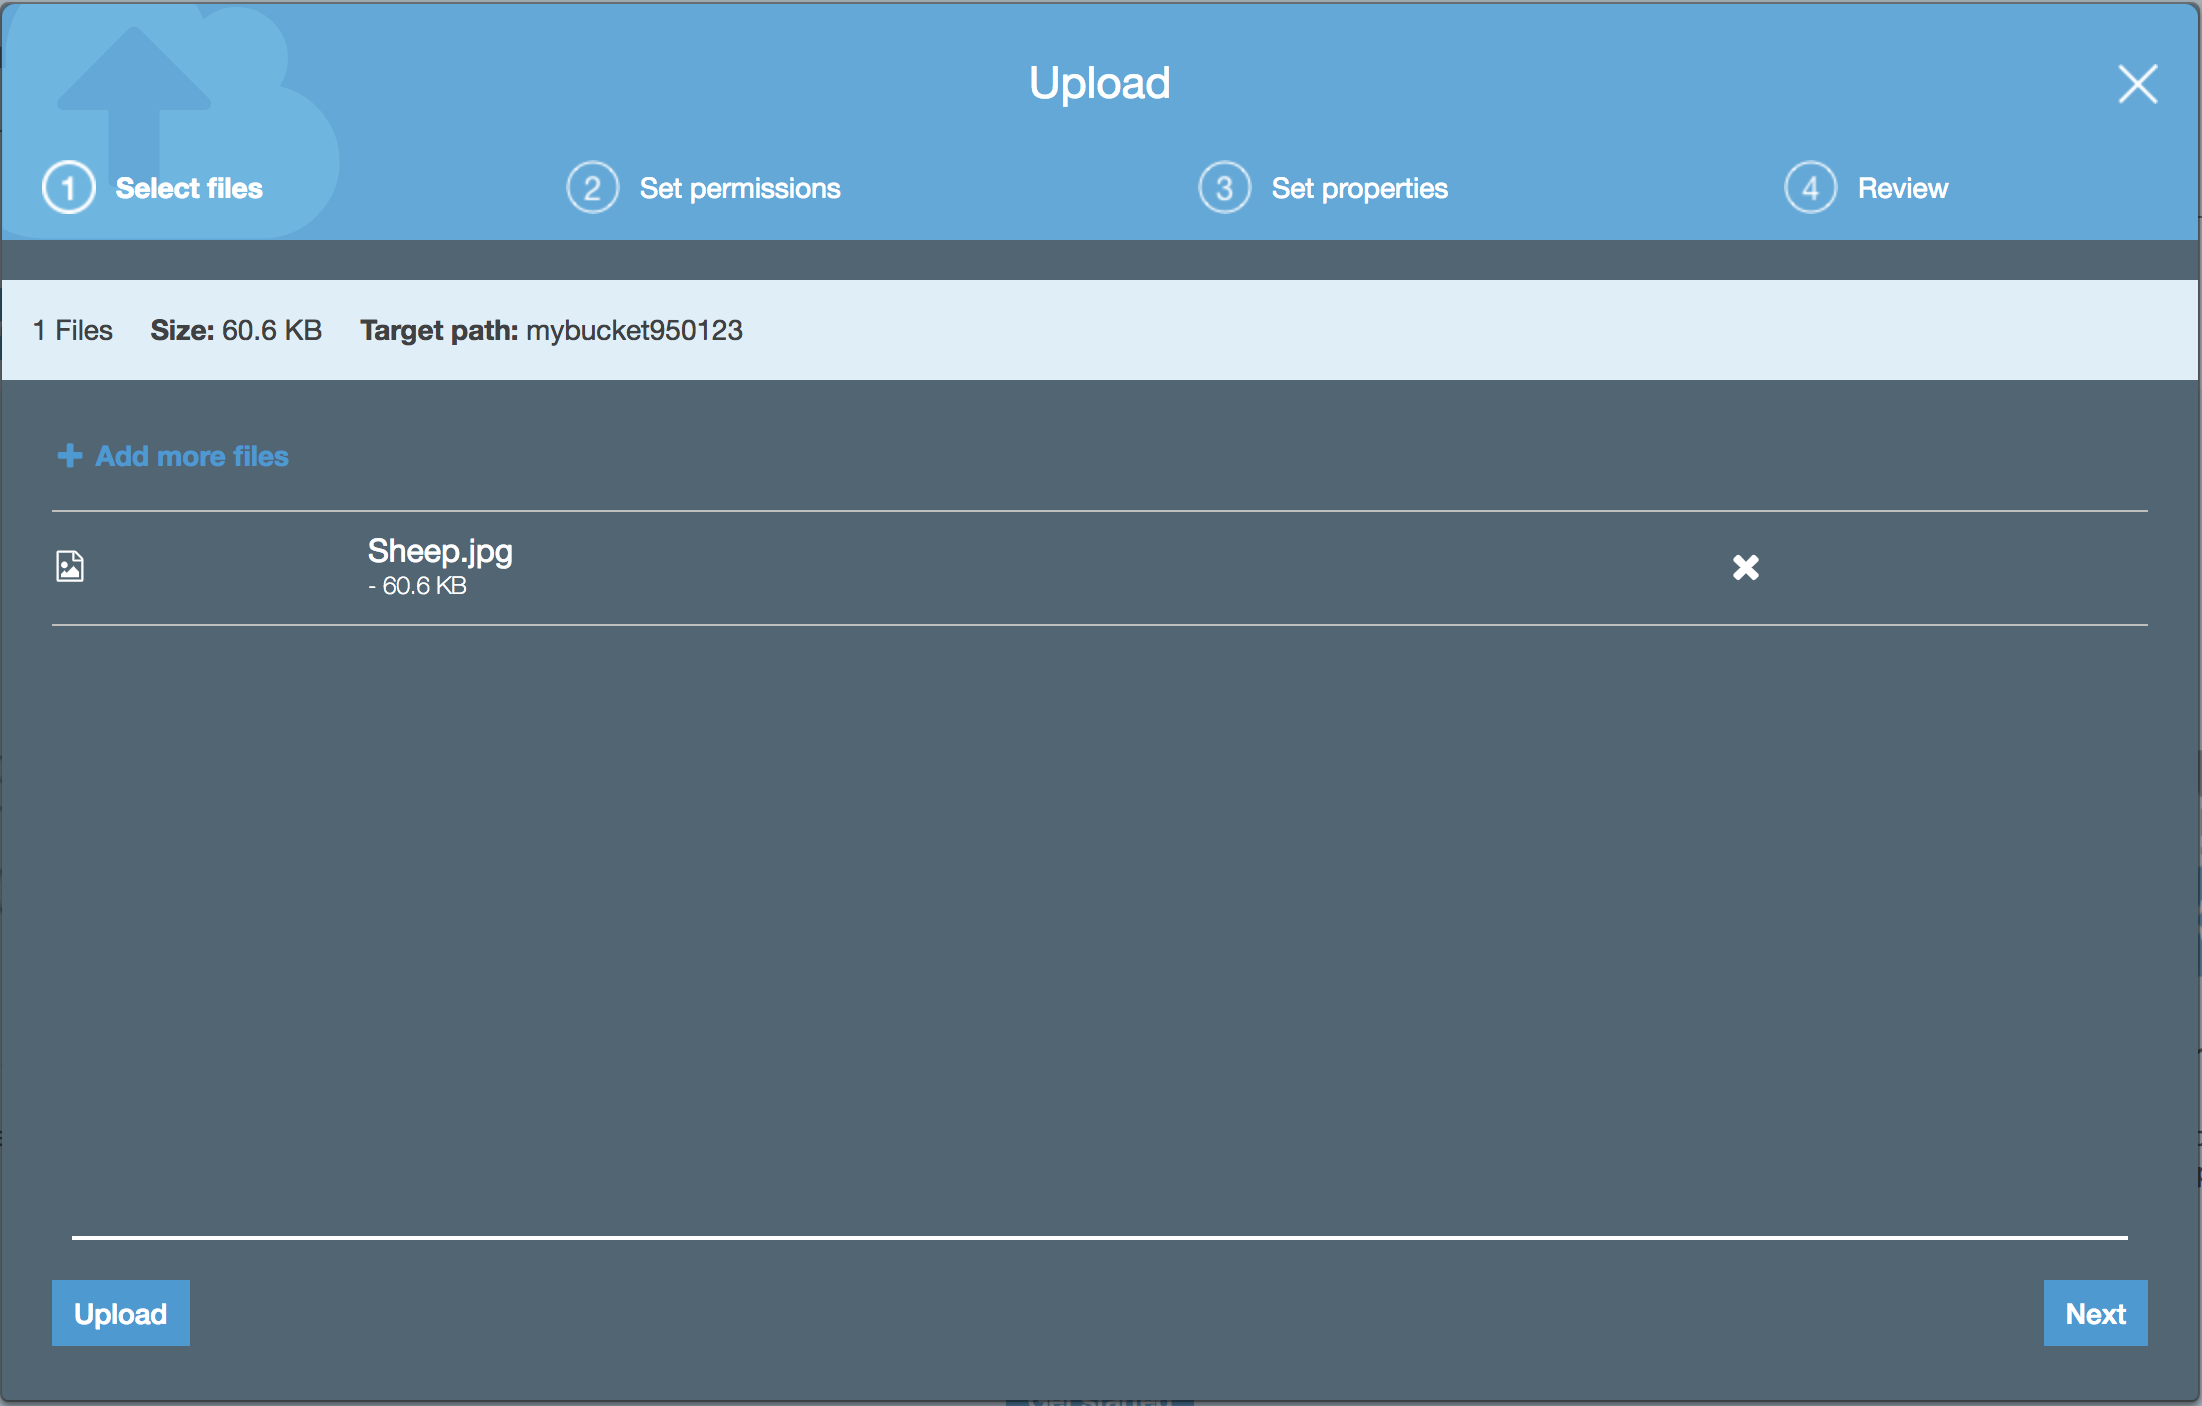 Upload
1 Select files
2 Set permissions
3 Set properties
4 Review
1 Files Size: 60.6 KB Target path: mybucket950123
Add more files
Sheep.jpg
- 60.6 KB
Upload
Next